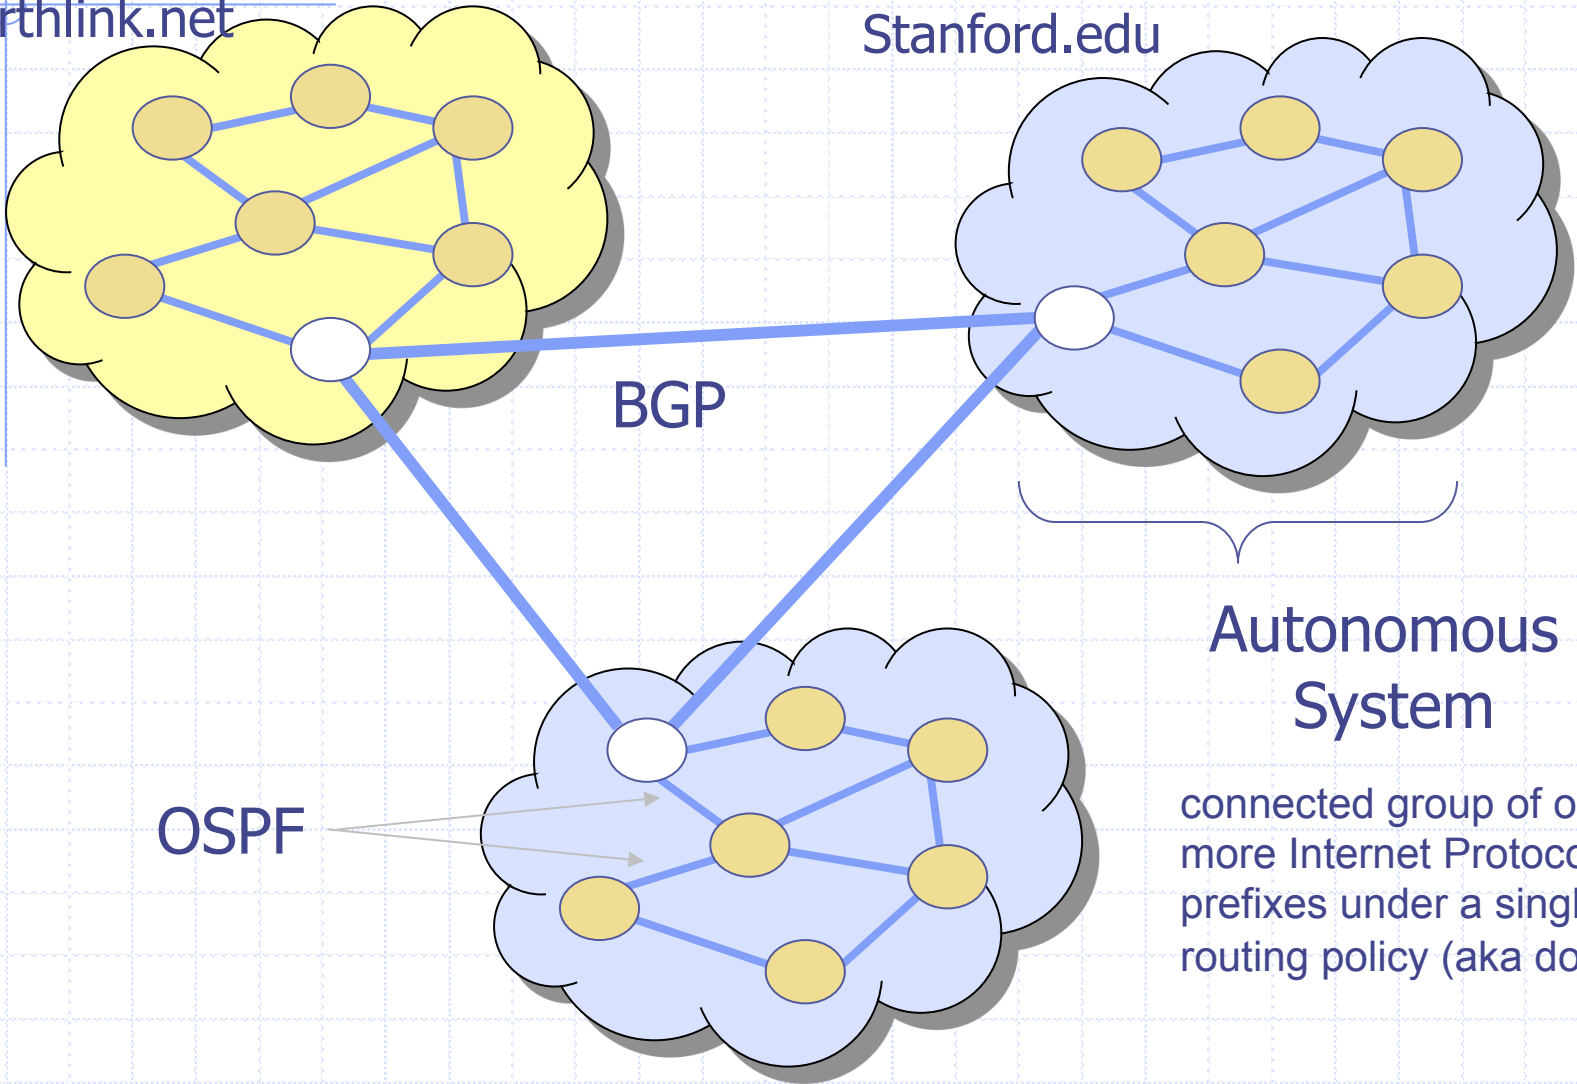 rthlink.net
Stanford.edu
BGP
Autonomous
System
OSPF
connected group of o
more Internet Protoco
prefixes under a singl
routing policy (aka do